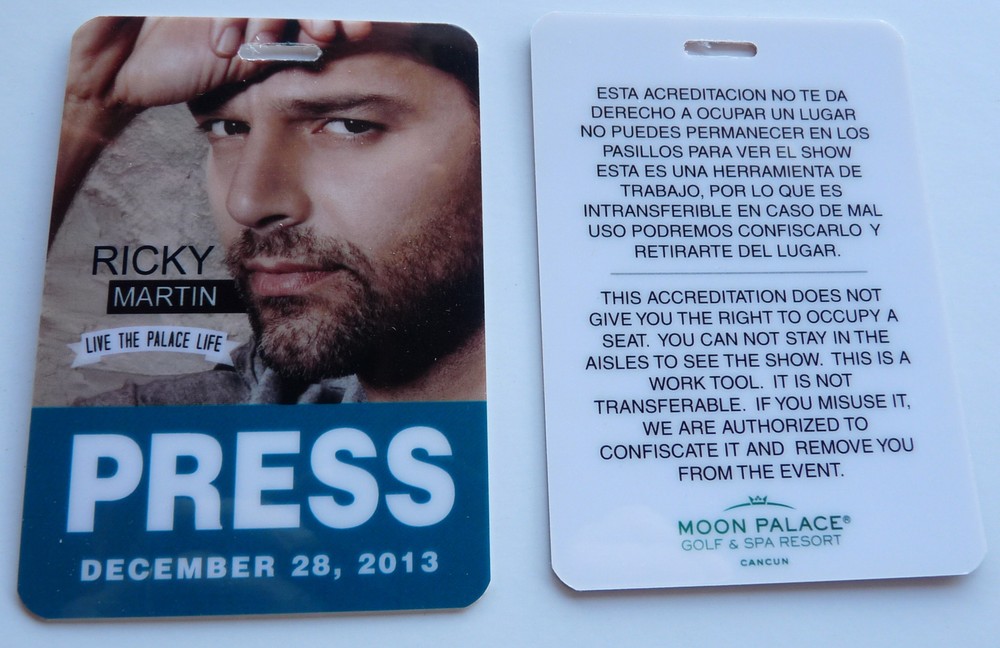 RICKY
MARTIN
LIVE THE PALACE LIFE
PRESS
DECEMBER 28, 2013
ESTA ACREDITACION NO TE DA
DERECHO A OCUPAR UN LUGAR
NO PUEDES PERMANECER EN LOS
PASILLOS PARA VER EL SHOW
ESTA ES UNA HERRAMIENTA DE
TRABAJO, POR LO QUE ES
INTRANSFERIBLE EN CASO DE MAL
USO PODREMOS CONFISCARLO Y
RETIRARTE DEL LUGAR.
THIS ACCREDITATION DOES NOT
GIVE YOU THE RIGHT TO OCCUPY A
SEAT. YOU CAN NOT STAY IN THE
AISLES TO SEE THE SHOW. THIS IS A
WORK TOOL. IT IS NOT
TRANSFERABLE. IF YOU MISUSE IT,
WE ARE AUTHORIZED TO
CONFISCATE IT AND REMOVE YOU
FROM THE EVENT.
MOON PALACE®
GOLF & SPA RESORT
CANCUN